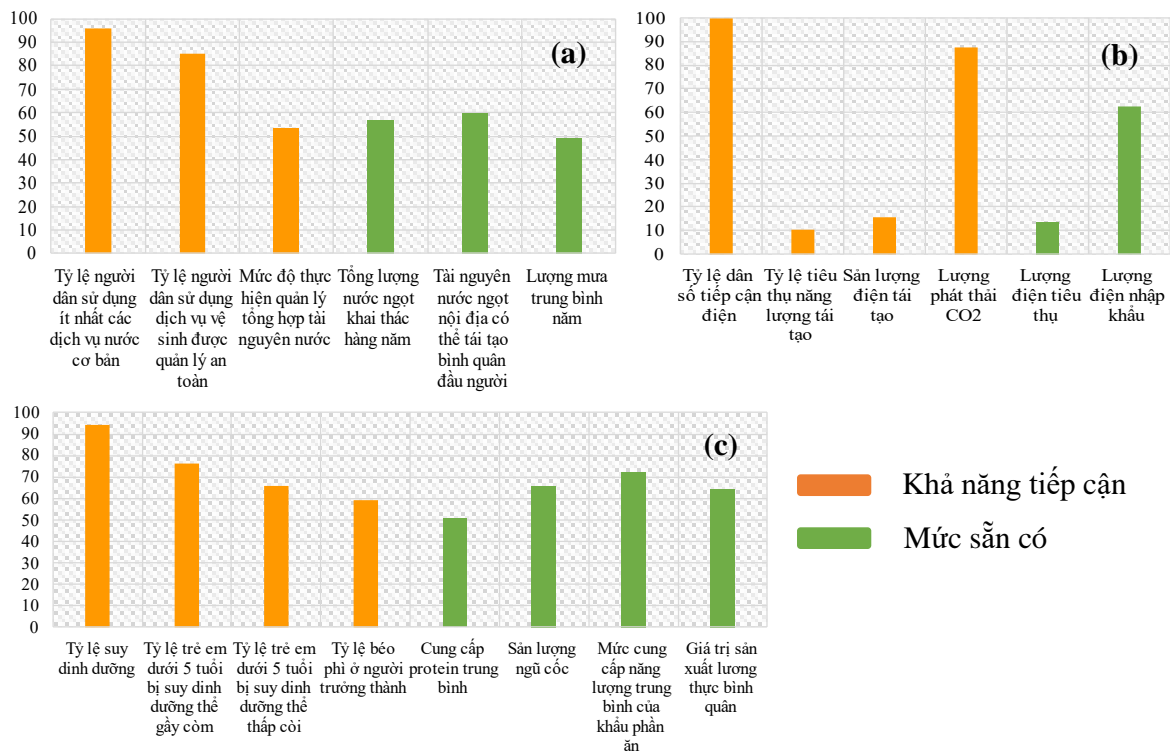 100
90
80
70
60
50
40
30
20
10
0
(a)
Tỷ lệ người
dân sử dụng
ít nhất các
dịch vụ nước
cơ bản
Tỷ lệ người
dân sử dụng
dịch vụ vệ
sinh được
quản lý an
toàn
Mức độ thực
hiện quản lý
tổng hợp tài
nguyên nước
Tổng lượng
nước ngọt
khai thác
hàng năm
Tài nguyên
nước ngọt
nội địa có
thể tái tạo
bình quân
đầu người
Lượng mưa
trung bình
năm
100
90
80
70
60
50
40
30
20
10
0
(b)
Tỷ lệ dân
số tiếp cận
điện
Tỷ lệ tiêu
thụ năng
lượng tái
tạo
Sản lượng
điện tái
tạo
Lượng
phát thải
CO2
Lượng
điện tiêu
thụ
Lượng
điện nhập
khẩu
100
90
80
70
60
50
40
30
20
10
0
(c)
Tỷ lệ suy
dinh dưỡng
Tỷ lệ trẻ em
dưới 5 tuổi
bị suy dinh
dưỡng thể
gầy còm
Tỷ lệ trẻ em
dưới 5 tuổi
bị suy dinh
dưỡng thể
thấp còi
Tỷ lệ béo
phì ở người
trưởng thành
Cung cấp
protein trung
bình
Sản lượng
ngũ cốc
Mức cung
cấp năng
lượng trung
bình của
khẩu phần
ăn
Giá trị sản
xuất lương
thực bình
quân
Khả năng tiếp cận
Mức sẵn có